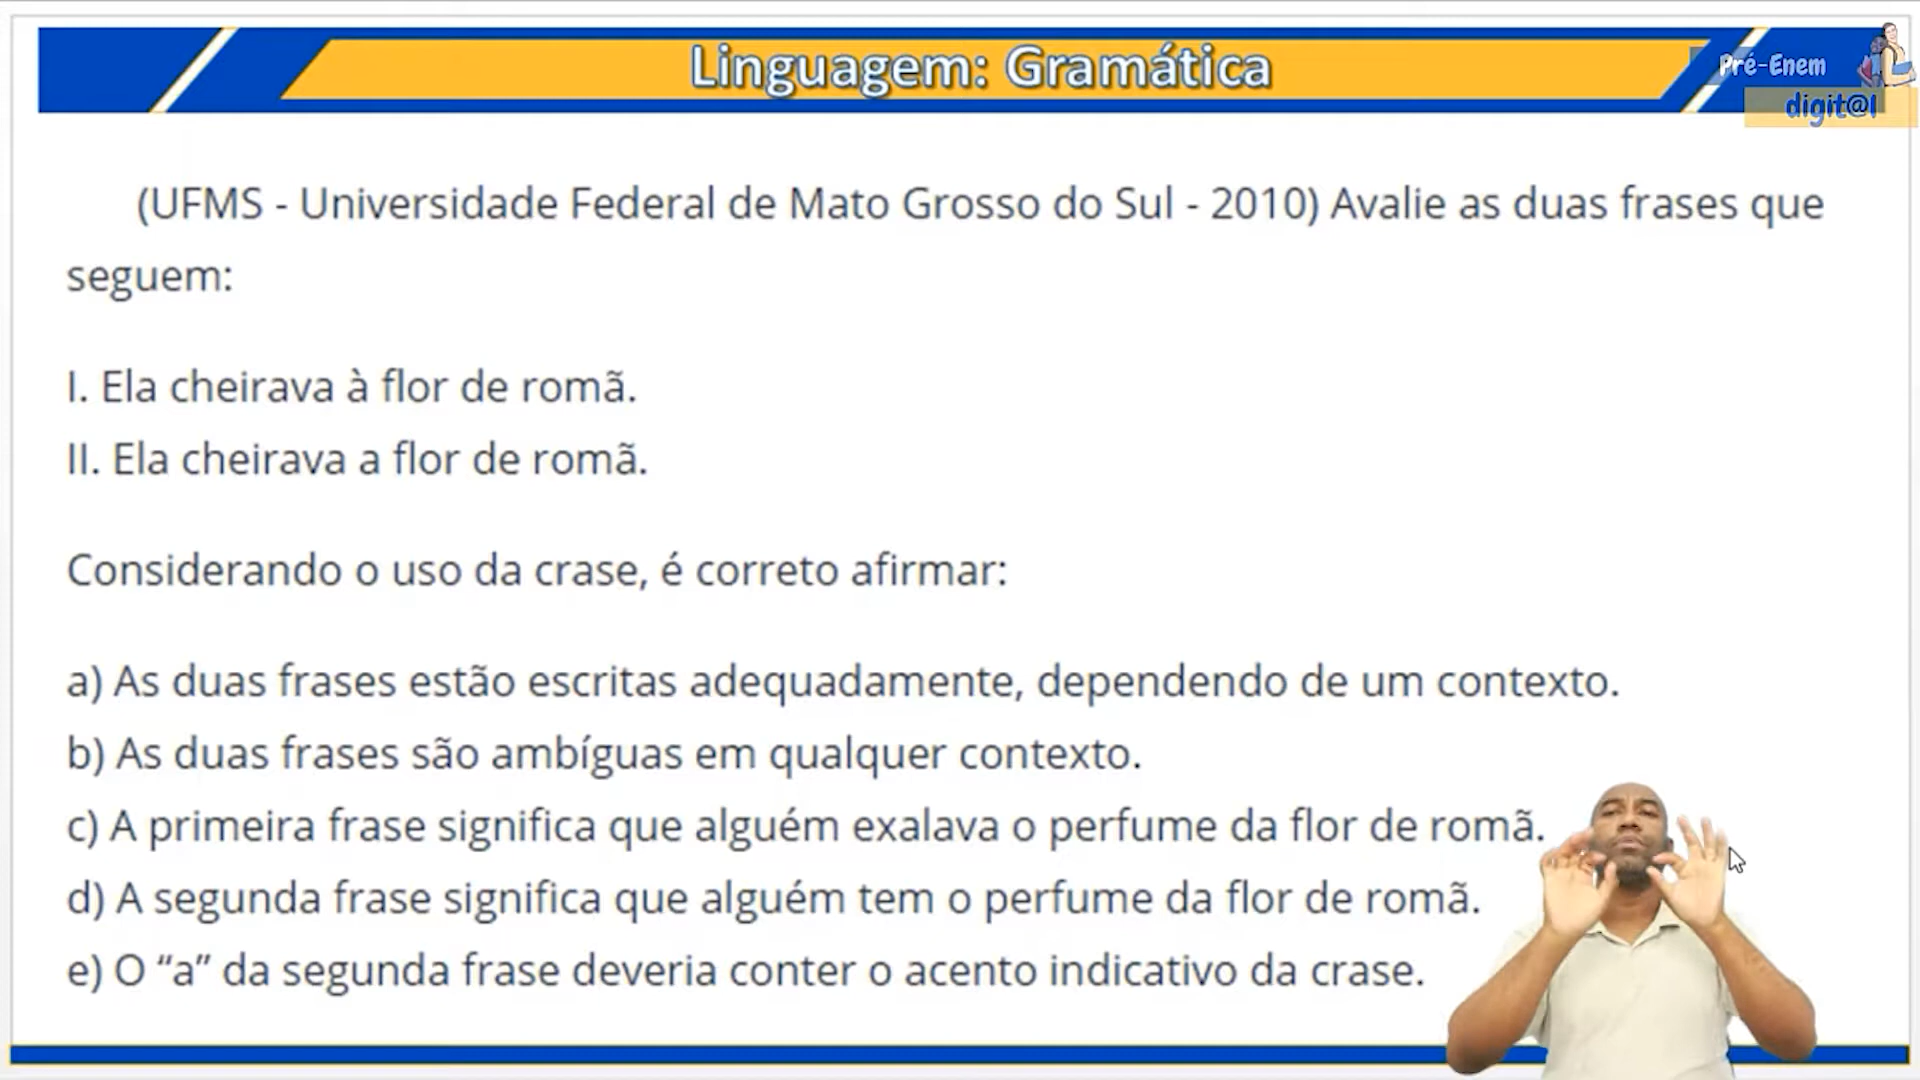 Linguagem: Gramática
Pré-Enem
digit@l
(UFMS - Universidade Federal de Mato Grosso do Sul - 2010) Avalie as duas frases que
seguem:
I. Ela cheirava à flor de romã.
II. Ela cheirava a flor de romã.
Considerando o uso da crase, é correto afirmar:
a) As duas frases estão escritas adequadamente, dependendo de um contexto.
b) As duas frases são ambíguas em qualquer contexto.
c) A primeira frase significa que alguém exalava o perfume da flor de romã.
d) A segunda frase significa que alguém tem o perfume da flor de romã.
e) O “a” da segunda frase deveria conter o acento indicativo da crase.